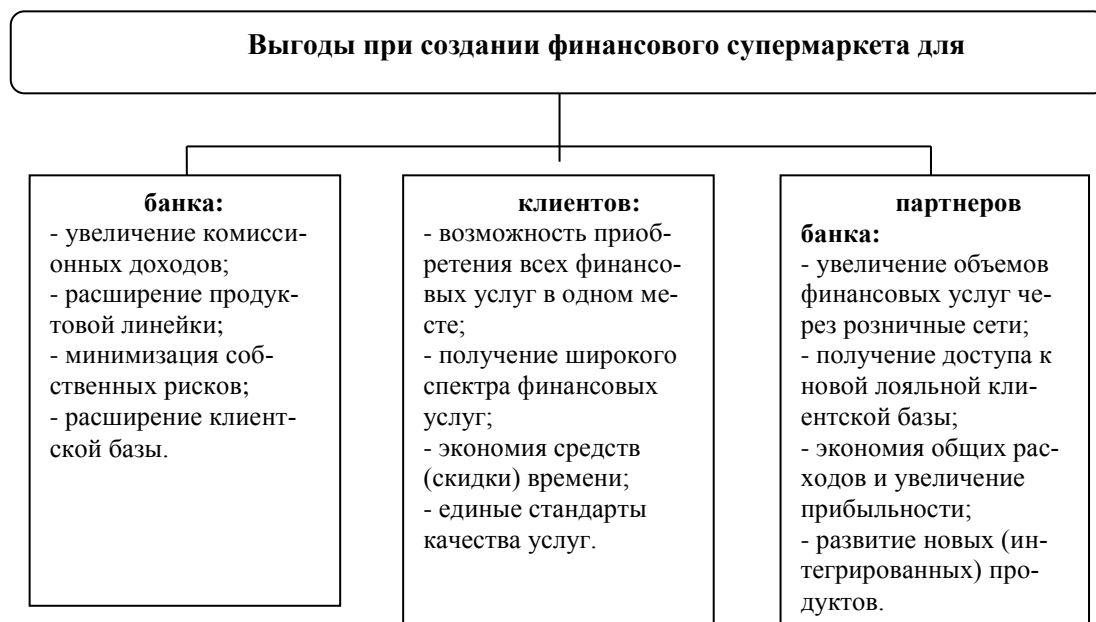 Выгоды при создании финансового супермаркета для
банка:
- увеличение комисси-
онных доходов;
- расширение продук-
товой линейки;
- минимизация соб-
ственных рисков;
- расширение клиент-
ской базы.
клиентов:
- возможность приоб-
ретения всех финансо-
вых услуг в одном ме-
сте;
- получение широкого
спектра финансовых
услуг;
- экономия средств
(скидки) времени;
- единые стандарты
качества услуг.
партнеров
банка:
- увеличение объемов
финансовых услуг че-
рез розничные сети;
- получение доступа к
новой лояльной кли-
ентской базы;
- экономия общих рас-
ходов и увеличение
прибыльности;
- развитие новых (ин-
тегрированных) про-
дуктов.